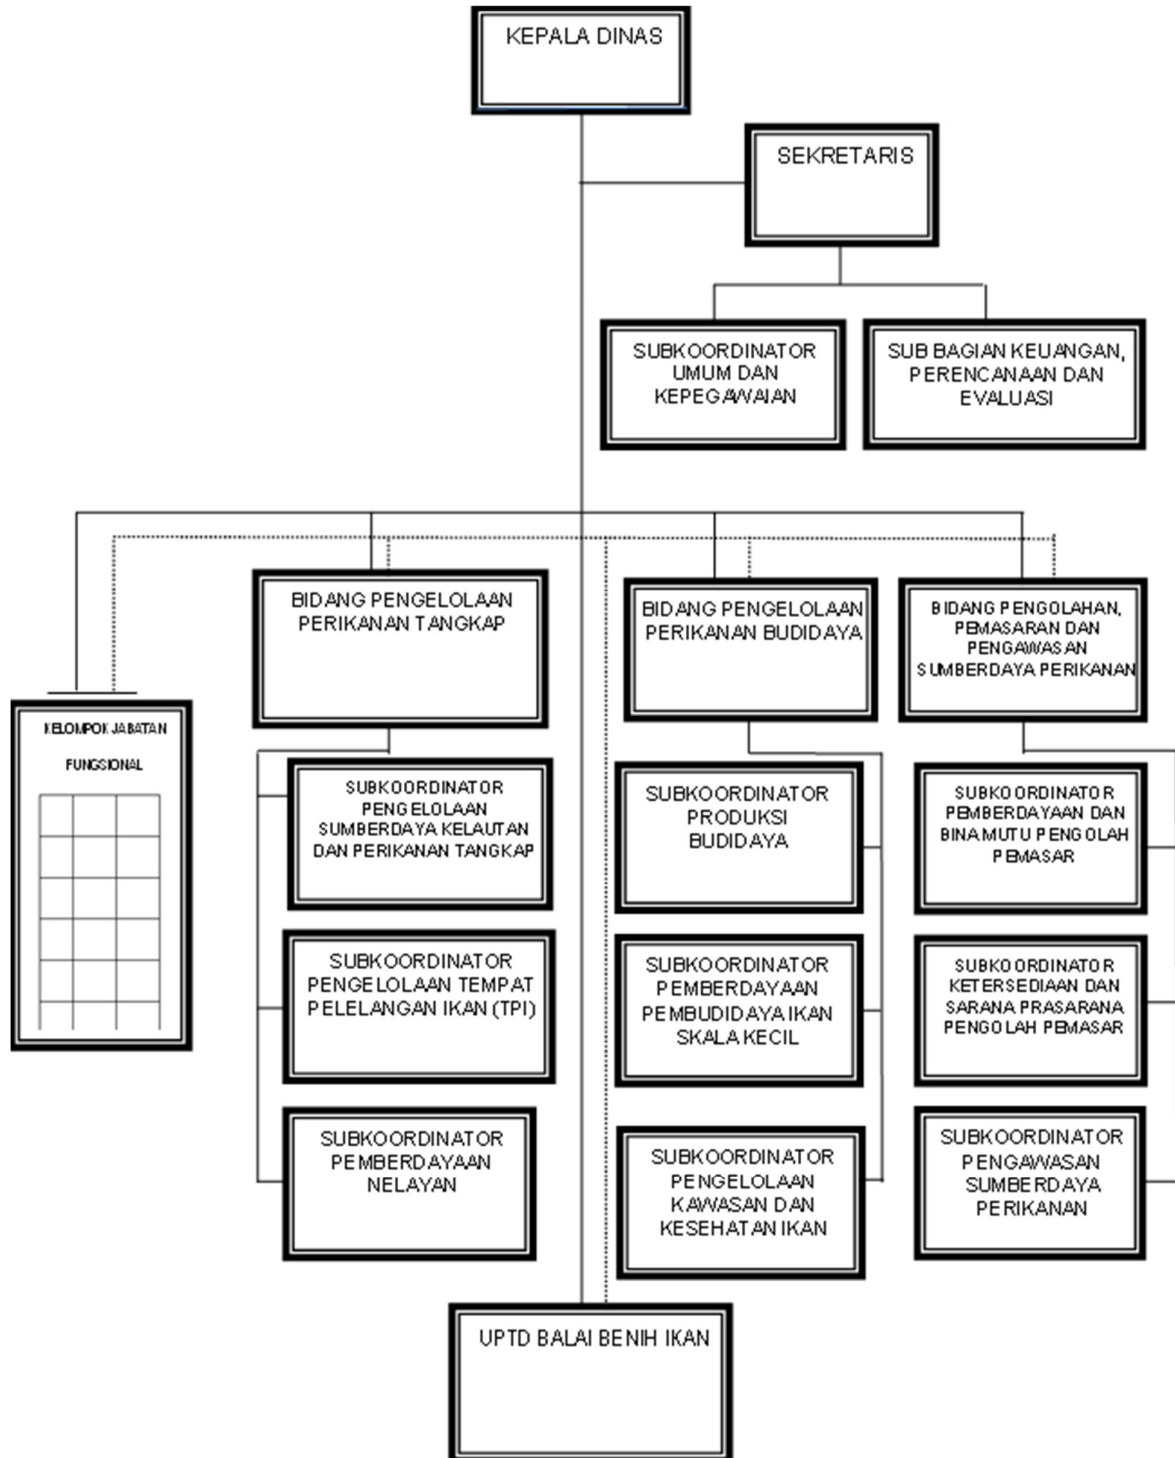 KEPALA DINAS
SEKRETARIS
SUBKOORDINATOR
UMUM DAN
KEPEGAWAIAN
SUB BAGIAN KEUANGAN,
PERENCANAAN DAN
EVALUASI
BIDANG PENGELOLAAN
PERIKANAN TANGKAP
BIDANG PENGELOLAAN
PERIKANAN BUDIDAYA
BIDANG PENGOLAHAN,
PEMASARAN DAN
PENGAWASAN
SUMBERDAYA PERIKANAN
KELOMPOK JABATAN
FUNGSIONAL
SUBKOORDINATOR
PENGELOLAAN
SUMBERDAYA KELAUTAN
DAN PERIKANAN TANGKAP
SUBKOORDINATOR
PRODUKSI
BUDIDAYA
SUBKOORDINATOR
PEMBERDAYAAN DAN
BINA MUTU PENGOLAH
PEMASAR
SUBKOORDINATOR
PENGELOLAAN TEMPAT
PELELANGAN IKAN (TPI)
SUBKOORDINATOR
PEMBERDAYAAN
PEMBUDIDAYA IKAN
SKALA KECIL
SUBKOORDINATOR
KETERSEDIAAN DAN
SARANA PRASARANA
PENGOLAH PEMASAR
SUBKOORDINATOR
PEMBERDAYAAN
NELAYAN
SUBKOORDINATOR
PENGELOLAAN
KAWASAN DAN
KESEHATAN IKAN
SUBKOORDINATOR
PENGAWASAN
SUMBERDAYA
PERIKANAN
UPTD BALAI BENIH IKAN